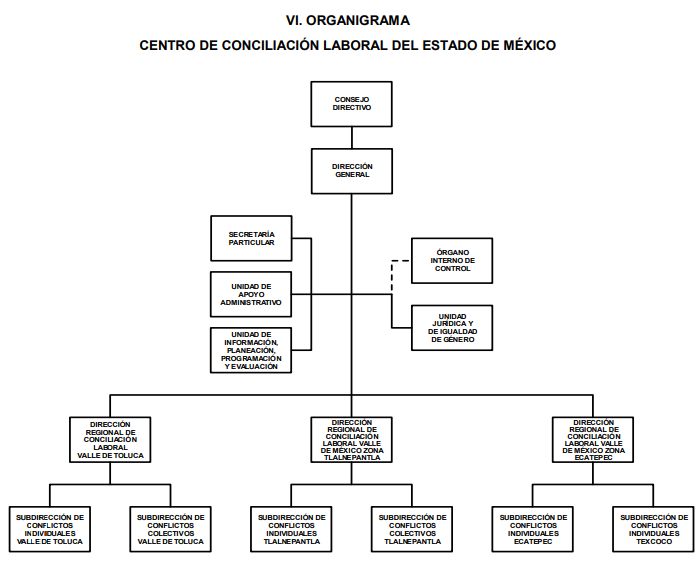 VI. ORGANIGRAMA
CENTRO DE CONCILIACIÓN LABORAL DEL ESTADO DE MÉXICO
CONSEJO
DIRECTIVO
DIRECCIÓN
GENERAL
SECRETARÍA
PARTICULAR
ÓRGANO
INTERNO DE
CONTROL
UNIDAD DE
APOYO
ADMINISTRATIVO
UNIDAD
JURÍDICA Y
DE IGUALDAD
DE GÉNERO
UNIDAD DE
INFORMACIÓN,
PLANEACIÓN,
PROGRAMACIÓN
Y EVALUACIÓN
DIRECCIÓN
REGIONAL DE
CONCILIACIÓN
LABORAL
VALLE DE TOLUCA
DIRECCIÓN
REGIONAL DE
CONCILIACIÓN
LABORAL VALLE
DE MÉXICO ZONA
TLALNEPANTLA
DIRECCIÓN
REGIONAL DE
CONCILIACIÓN
LABORAL VALLE
DE MÉXICO ZONA
ECATEPEC
SUBDIRECCIÓN DE
CONFLICTOS
INDIVIDUALES
VALLE DE TOLUCA
SUBDIRECCIÓN DE
CONFLICTOS
COLECTIVOS
VALLE DE TOLUCA
SUBDIRECCIÓN DE
CONFLICTOS
INDIVIDUALES
TLALNEPANTLA
SUBDIRECCIÓN DE
CONFLICTOS
COLECTIVOS
TLALNEPANTLA
SUBDIRECCIÓN DE
CONFLICTOS
INDIVIDUALES
ECATEPEC
SUBDIRECCIÓN DE
CONFLICTOS
INDIVIDUALES
TEXCOCO